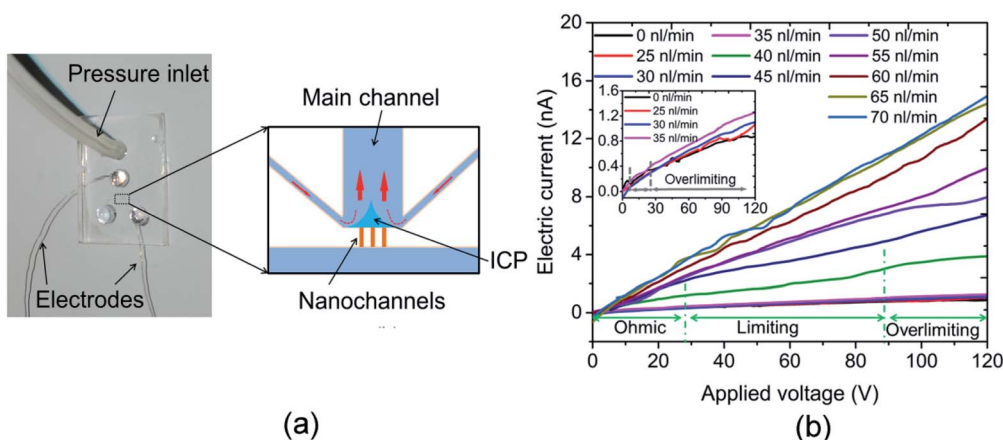 Pressure inlet
Electrodes
Main channel
ICP
Nanochannels
(a)
Electric current (nA)
20
16
12
8
4
0
0 nl/min 35 nl/min 50 nl/min
25 nl/min 40 nl/min 55 nl/min
30 nl/min 45 nl/min 60 nl/min
65 nl/min
70 nl/min
1.6
1.2
0.8
0.4
0.0
0 nl/min
25 nl/min
30 nl/min
35 nl/min
Overlimiting
0 30 60 90 120
Ohmic Limiting Overlimiting
0 20 40 60 80 100 120
Applied voltage (V)
(b)